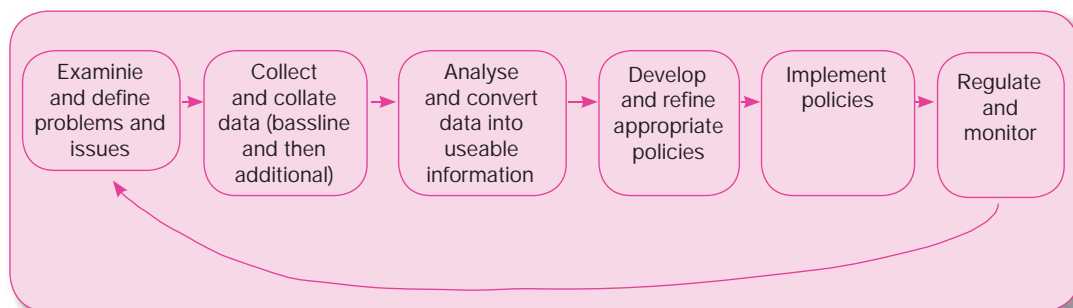 Examinie
and define
problems and
issues
Collect
and collate
data (bassline
and then
additional)
Analyse
and convert
data into
useable
information
Develop
and refine
appropriate
policies
Implement
policies
Regulate
and
monitor